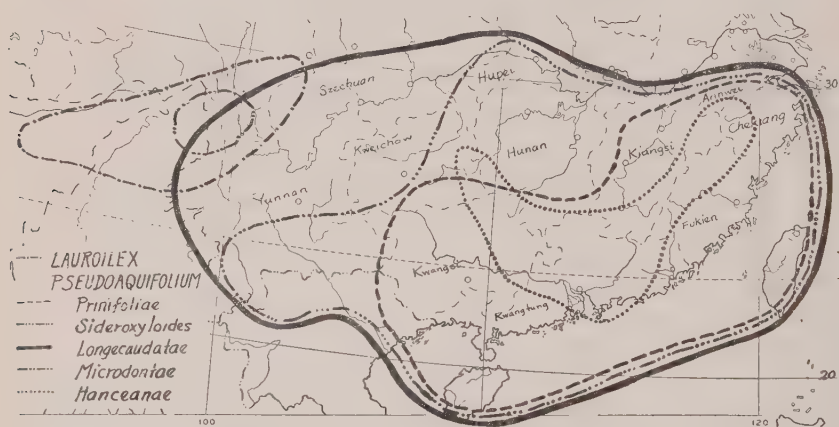 Szechuan
Hupei
30
Anhwei
Chekiang
Kweichow
Hunan
Kiangsi
Yunnan
Fukien
Kwangsi
Kwangtung
LAUROILEX
PSEUDOAQUIFOLIUM
Prinifoliae
Sideroxyloides
Longecaudatae
Microdontae
Hanceanae
20
100
120